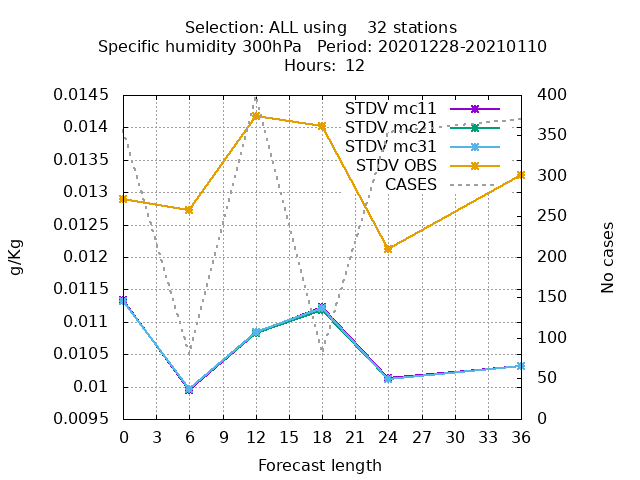 Selection: ALL using    32 stations
Specific humidity 300hPa   Period: 20201228-20210110
Hours: 12
0.0145
0.014
0.0135
0.013
0.0125
0.012
0.0115
0.011
0.0105
0.01
0.0095
g/Kg
STDV mc11
STDV mc21
STDV mc31
STDV OBS
CASES
400
350
300
250
200
150
100
50
0
No cases
0 3 6 9 12 15 18 21 24 27 30 33 36
Forecast length